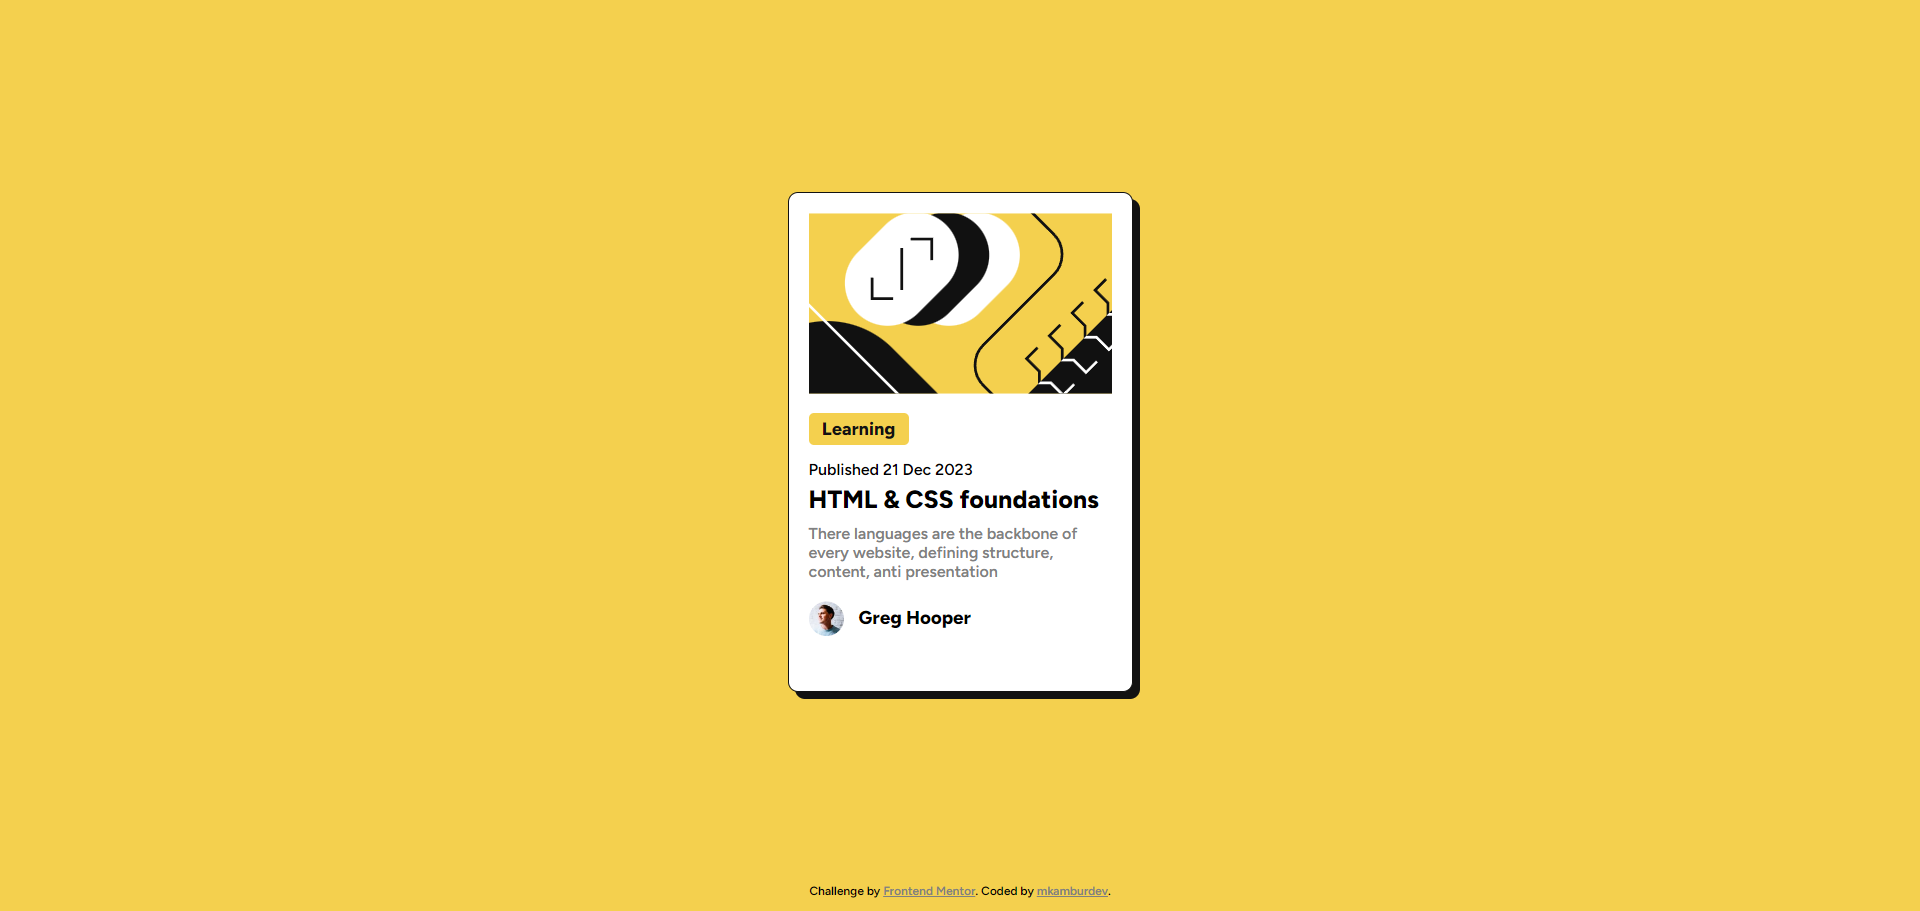 Learning
Published 21 Dec 2023
HTML & CSS foundations
There languages are the backbone of
every website, defining structure,
content, anti presentation
Greg Hooper
Challenge by Frontend Mentor. Coded by mkamburdev.